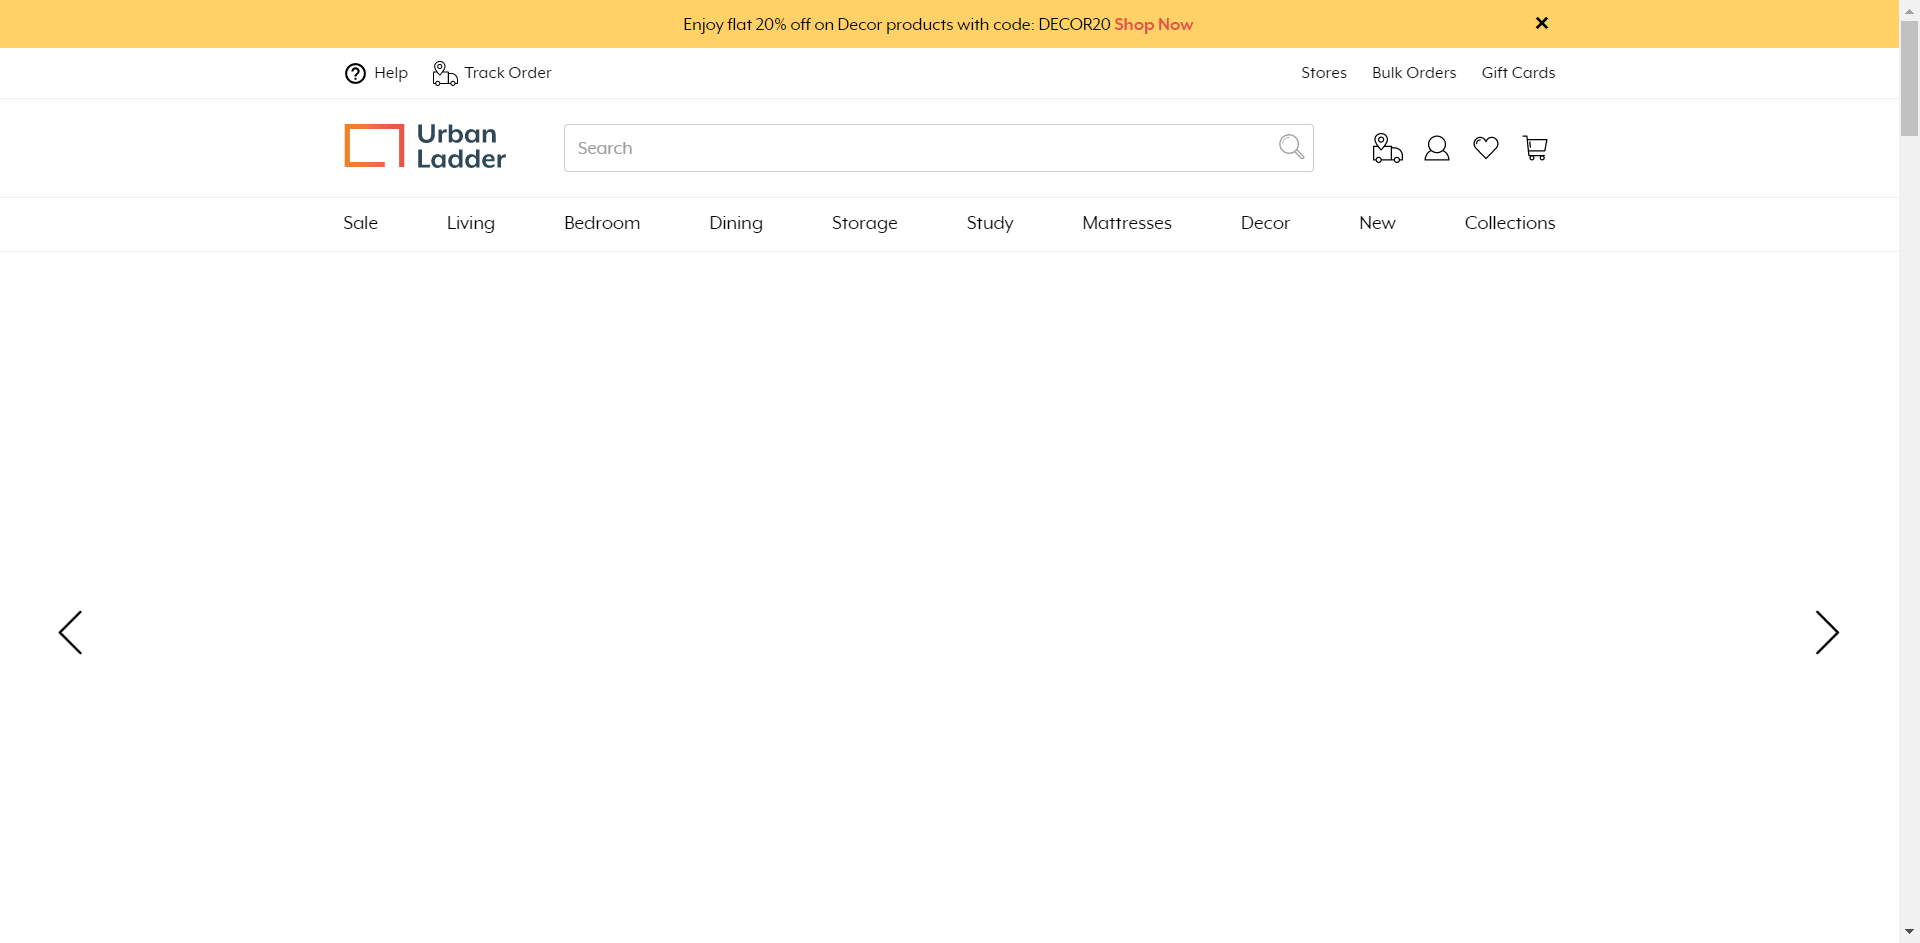 Enjoy flat 20% off on Decor products with code: DECOR20 Shop Now
Help Track Order Stores Bulk Orders Gift Cards
Urban
Ladder
Search
Sale Living Bedroom Dining Storage Study Mattresses Decor New Collections